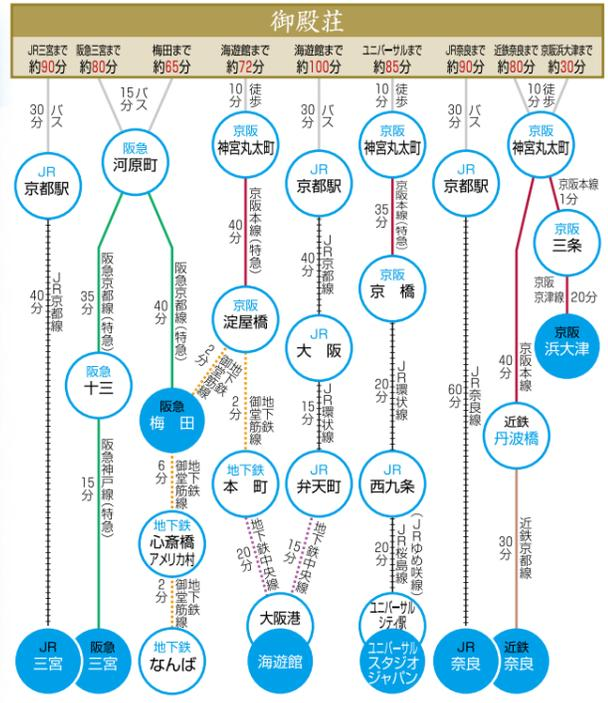 御殿荘
JR三宮まで
約90分
阪急三宮まで
約80分
梅田まで
約65分
海遊館まで
約72分
海遊館まで
約100分
ユニバーサルまで
約85分
JR奈良まで
約90分
近鉄奈良まで
約80分
京阪浜大津まで
約30分
30分
バス
JR
京都駅
40分
JR京都線
JR
三宮
15分
バス
阪急
河原町
35分
阪急京都線(特急)
阪急
十三
15分
阪急神戸線(特急)
阪急
三宮
40分
阪急京都線(特急)
阪急
梅田
6分
地下鉄
御堂筋線
地下鉄
心斎橋
アメリカ村
2分
地下鉄
御堂筋線
地下鉄
なんば
10分
徒歩
京阪
神宮丸太町
40分
京阪本線(特急)
京阪
淀屋橋
2分
地下鉄
御堂筋線
2分
地下鉄
御堂筋線
地下鉄
本町
20分
地下鉄中央線
30分
バス
JR
京都駅
40分
JR京都線
JR
大阪
15分
JR環状線
JR
弁天町
15分
地下鉄中央線
大阪港
海遊館
10分
徒歩
京阪
神宮丸太町
35分
京阪本線(特急)
京阪
京橋
20分
JR環状線
JR
西九条
20分
JR桜島線
(JRゆめ咲線)
ユニバーサル
シティ駅
ユニバーサル
スタジオ
ジャパン
30分
バス
JR
京都駅
60分
JR奈良線
JR
奈良
10分
徒歩
京阪
神宮丸太町
40分
京阪本線
近鉄
丹波橋
30分
近鉄京都線
近鉄
奈良
京阪本線
1分
京阪
三条
京阪
京津線
20分
京阪
浜大津